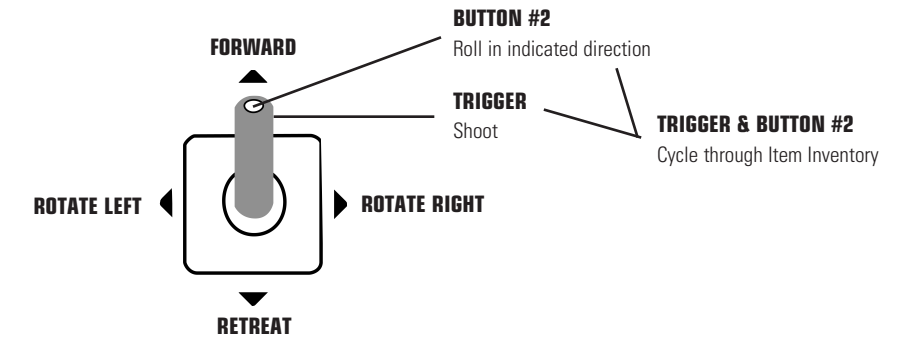 BUTTON #2
Roll in indicated direction
FORWARD
TRIGGER
Shoot
TRIGGER & BUTTON #2
Cycle through Item Inventory
ROTATE LEFT
ROTATE RIGHT
RETREAT